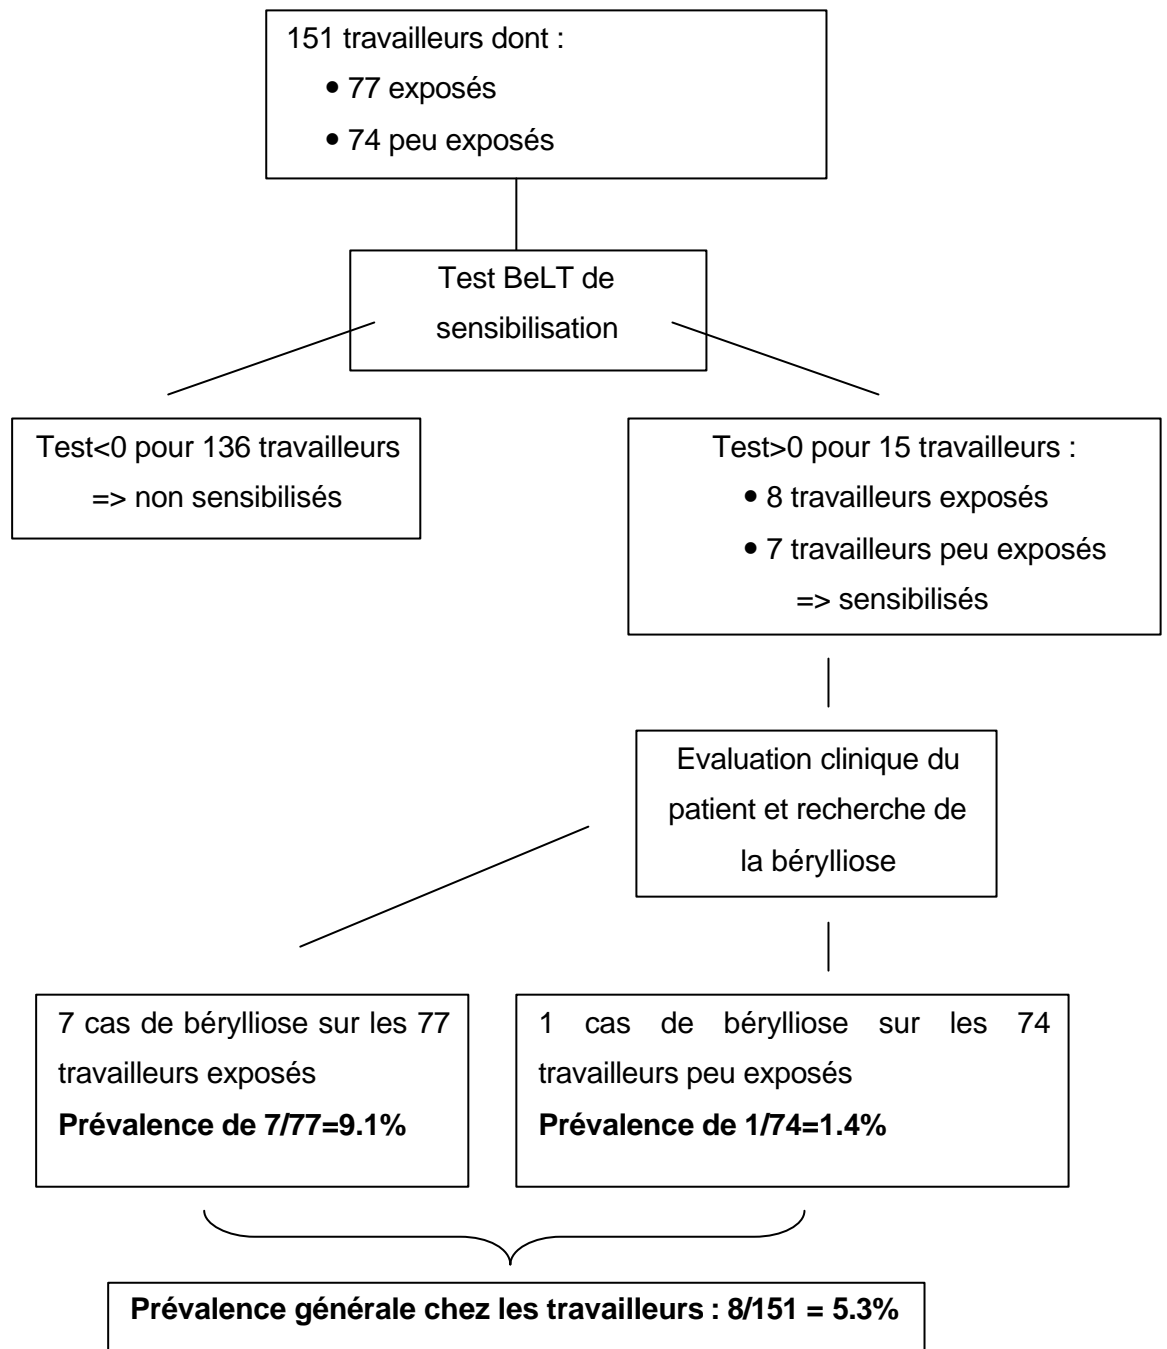 151 travailleurs dont :
• 77 exposés
• 74 peu exposés
Test BeLT de
sensibilisation
Test<0 pour 136 travailleurs
=> non sensibilisés
Test>0 pour 15 travailleurs :
• 8 travailleurs exposés
• 7 travailleurs peu exposés
=> sensibilisés
Evaluation clinique du
patient et recherche de
la bérylliose
7 cas de bérylliose sur les 77
travailleurs exposés
Prévalence de 7/77=9.1%
1 cas de bérylliose sur les 74
travailleurs peu exposés
Prévalence de 1/74=1.4%
Prévalence générale chez les travailleurs : 8/151 = 5.3%